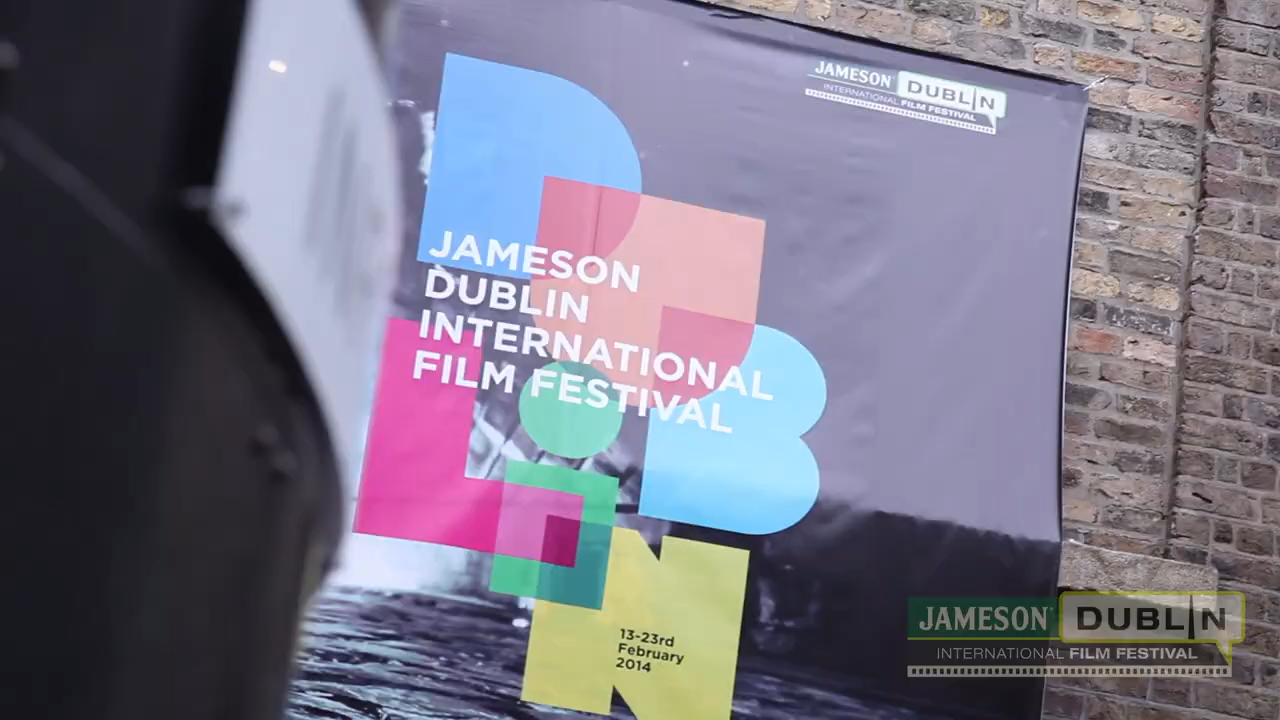 JAMESON DUBLIN
INTERNATIONAL FILM FESTIVAL
JAMESON
DUBLIN
INTERNATIONAL
FILM FESTIVAL
DUBLiN
13-23rd
February
2014
JAMESON DUBLIN
INTERNATIONAL FILM FESTIVAL